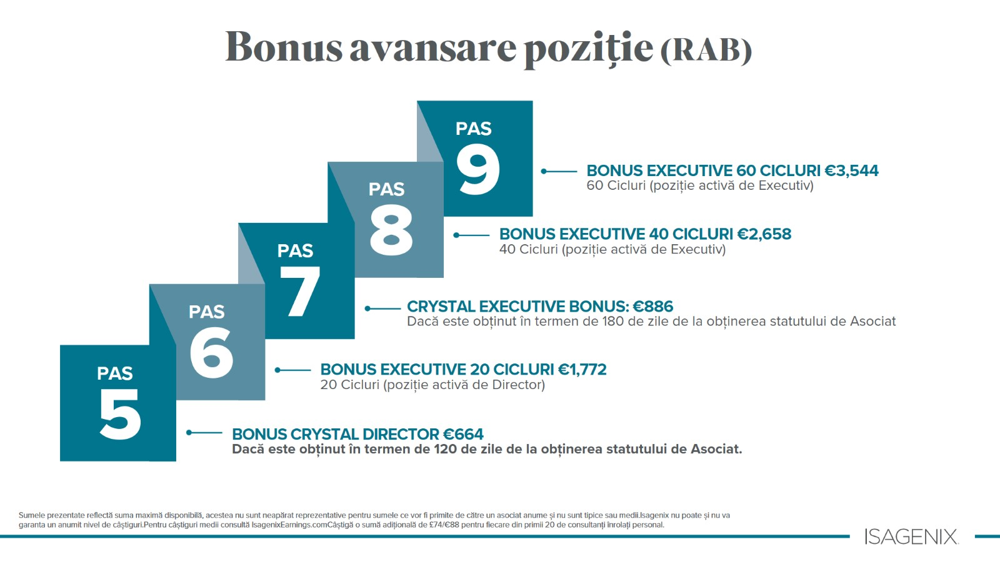 Bonus avansare poziție (RAB)
PAS
9
BONUS EXECUTIVE 60 CICLURI €3,544
60 Cicluri (poziție activă de Executiv)
PAS
8
BONUS EXECUTIVE 40 CICLURI €2,658
40 Cicluri (poziție activă de Executiv)
PAS
7
CRYSTAL EXECUTIVE BONUS: €886
Dacă este obținut în termen de 180 de zile de la obținerea statutului de Asociat
PAS
6
BONUS EXECUTIVE 20 CICLURI €1,772
20 Cicluri (poziție activă de Director)
PAS
5
BONUS CRYSTAL DIRECTOR €664
Dacă este obținut în termen de 120 de zile de la obținerea statutului de Asociat.
Sumele prezentate reflectă suma maximă disponibilă, acestea nu sunt neapărat reprezentative pentru sumele ce vor fi primite de către un asociat anume și nu sunt tipice sau medii.Isagenix nu poate și nu va
garanta un anumit nivel de câștiguri.Pentru câștiguri medii consultă IsagenixEarnings.comCâștigă o sumă adițională de £74/€88 pentru fiecare din primii 20 de consultanți înrolați personal.
ISAGENIX